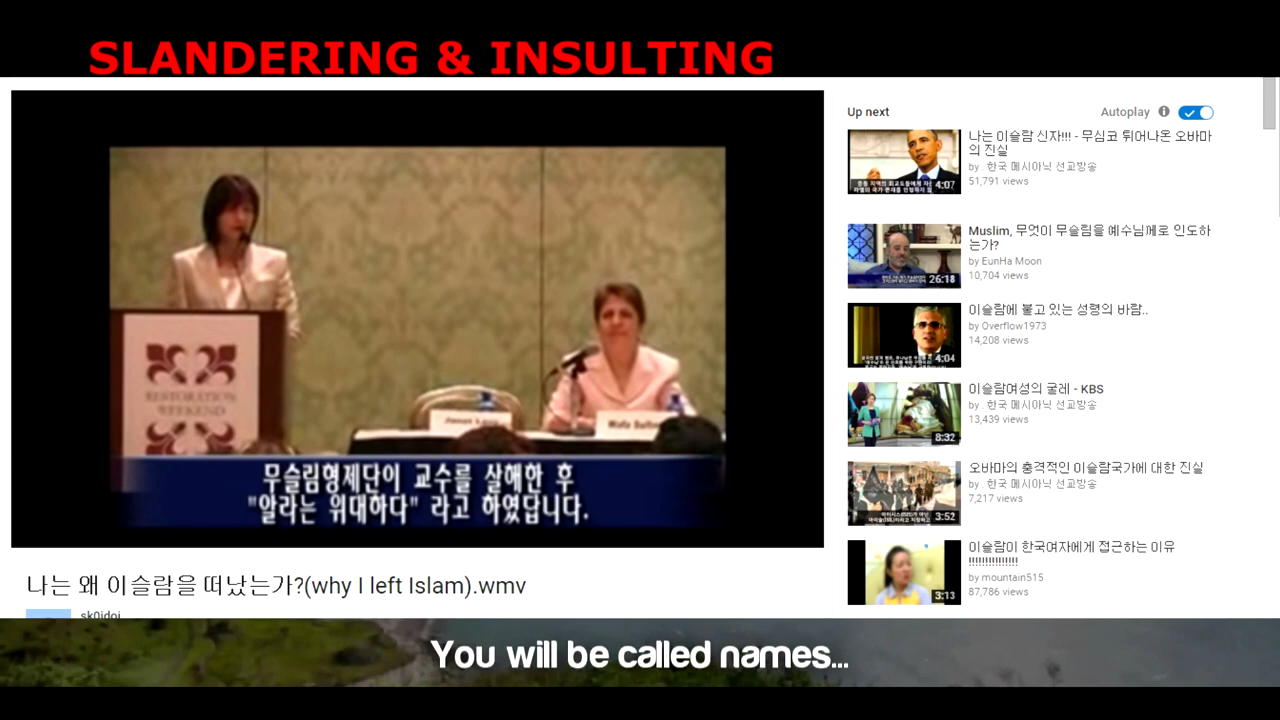 SLANDERING & INSULTING
RESTORATION
WEEKEND
무슬림형제단이 교수를 살해한 후
"알라는 위대하다" 라고 하였답니다.
나는 왜 이슬람을 떠났는가?(why I left Islam).wmv
sk0idoi
Up next
Autoplay
나는 이슬람 신자!!! - 무심코 튀어나온 오바마
의 진실
by . 한국 메시아닉 선교방송
51,791 views
4:07
Muslim, 무엇이 무슬림을 예수님께로 인도하
는가?
by EunHa Moon
10,704 views
26:18
이슬람에 불고 있는 성령의 바람..
by Overflow1973
14,208 views
4:04
이슬람여성의 굴레 - KBS
by . 한국 메시아닉 선교방송
13,439 views
8:32
오바마의 충격적인 이슬람국가에 대한 진실
by . 한국 메시아닉 선교방송
7,217 views
3:52
이슬람이 한국여자에게 접근하는 이유
!!!!!!!!!!!!!!!
by mountain515
87,786 views
3:13
You will be called names...